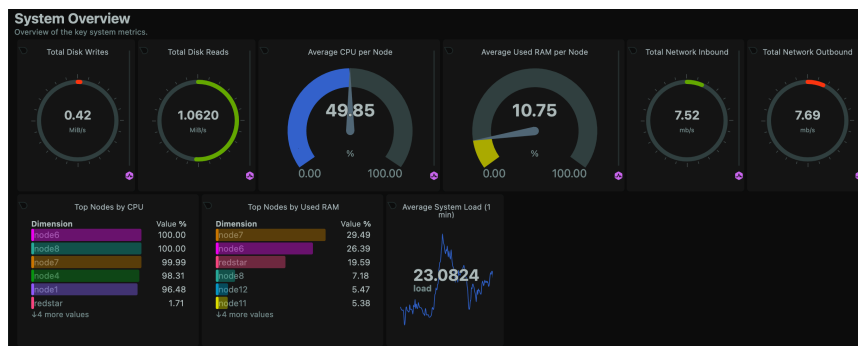 System Overview
Overview of the key system metrics.
Total Disk Writes
0.42
MiB/s
Total Disk Reads
1.0620
MiB/s
Average CPU per Node
49.85
%
0.00 100.00
Average Used RAM per Node
10.75
%
0.00 100.00
Total Network Inbound
7.52
mb/s
Total Network Outbound
7.69
mb/s
Top Nodes by CPU
Dimension Value %
node6 100.00
node8 100.00
node7 99.99
node4 98.31
node1 96.48
redstar 1.71
↓4 more values
Top Nodes by Used RAM
Dimension Value %
node7 29.49
node6 26.39
redstar 19.59
node8 7.18
node12 5.47
node11 5.38
↓4 more values
Average System Load (1
min)
23.0824
load